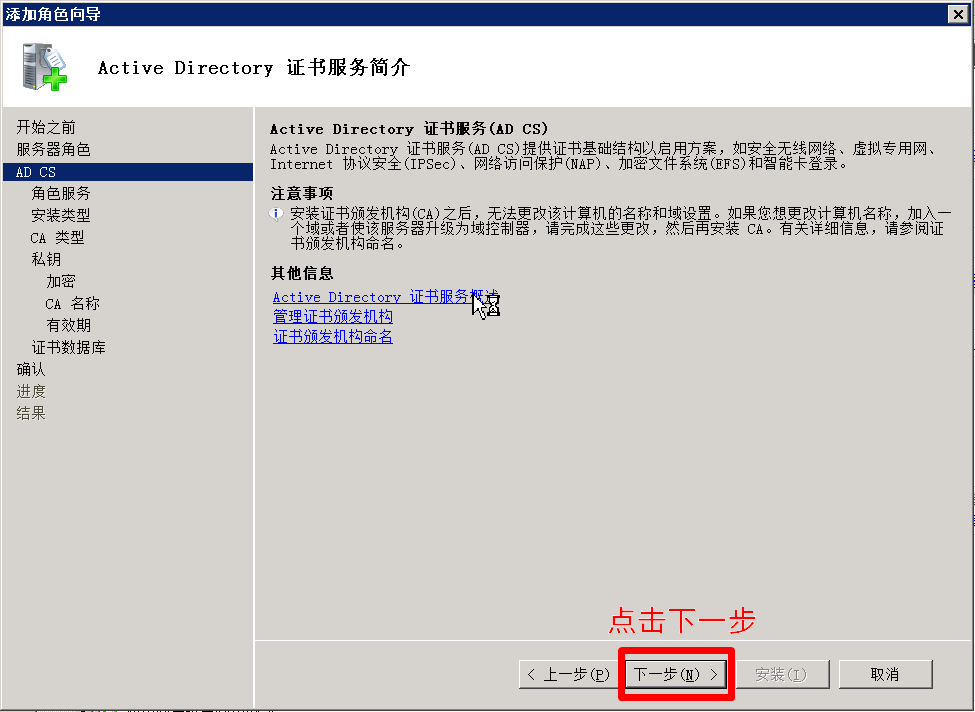 添加角色向导
Active Directory 证书服务简介
开始之前
服务器角色
AD CS
角色服务
安装类型
CA 类型
私钥
加密
CA 名称
有效期
证书数据库
确认
进度
结果
Active Directory 证书服务(AD CS)
Active Directory 证书服务(AD CS)提供证书基础结构以启用方案，如安全无线网络、虚拟专用网、
Internet 协议安全(IPSec)、网络访问保护(NAP)、加密文件系统(EFS)和智能卡登录。
注意事项
安装证书颁发机构(CA)之后，无法更改该计算机的名称和域设置。如果您想更改计算机名称，加入一
个域或者使该服务器升级为域控制器，请完成这些更改，然后再安装 CA。有关详细信息，请参阅证
书颁发机构命名。
其他信息
Active Directory 证书服务概述
管理证书颁发机构
证书颁发机构命名
点击下一步
< 上一步(P)
下一步(N) >
安装(I)
取消